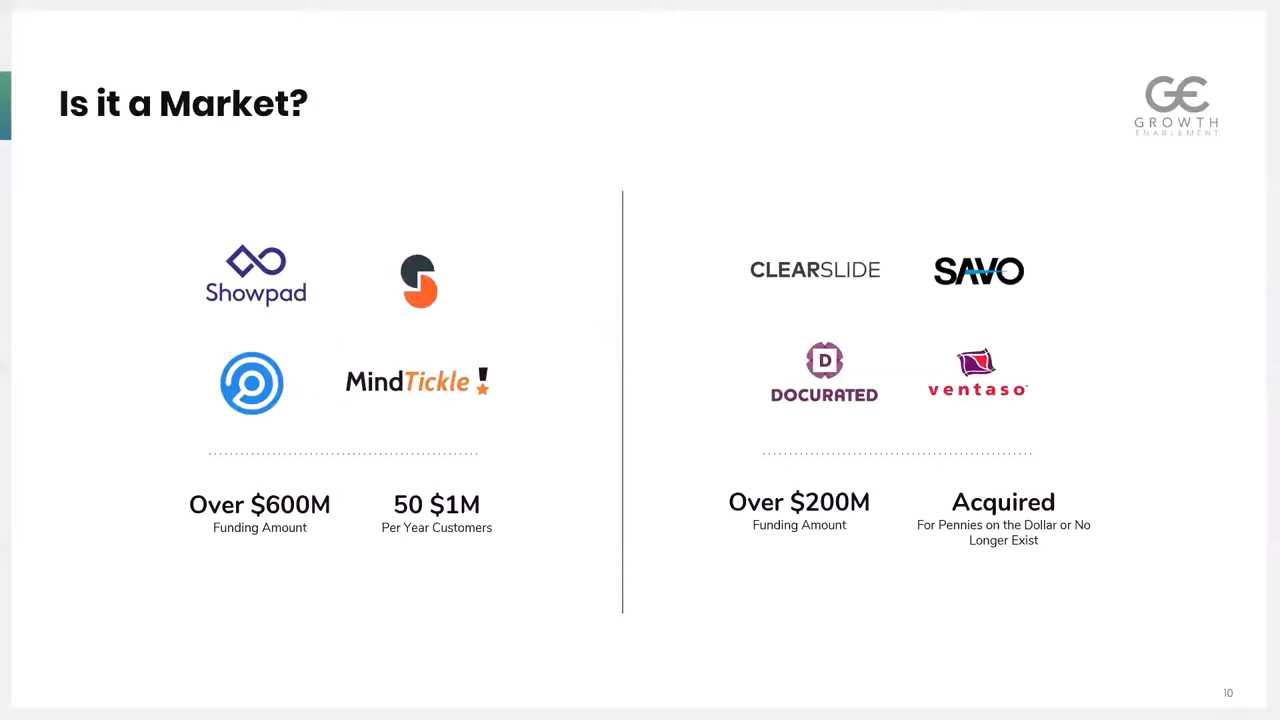 Is it a Market?
GROWTH
ENABLEMENT
Showpad
MindTickle!
Over $600M
Funding Amount
50 $1M
Per Year Customers
CLEARSLIDE
SAVO
D
DOCURATED
ventaso
Over $200M
Funding Amount
Acquired
For Pennies on the Dollar or No
Longer Exist
10